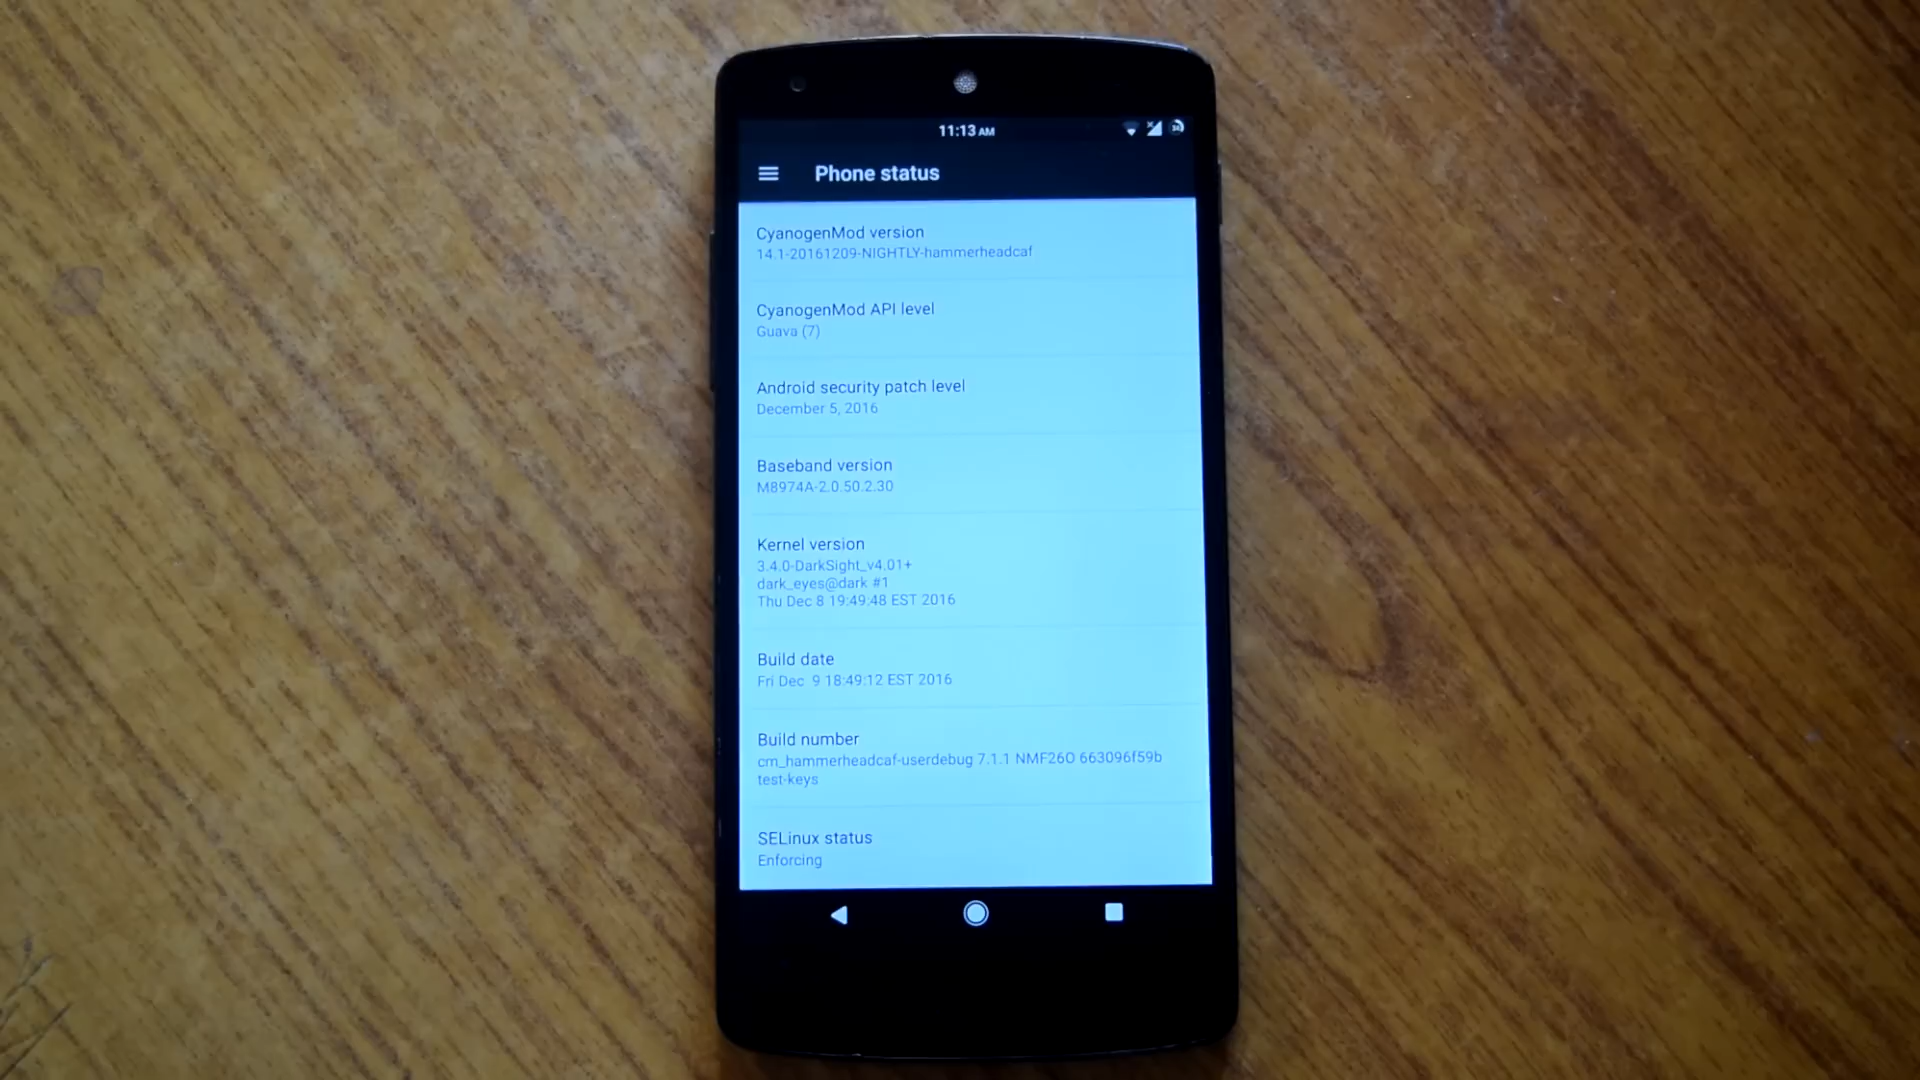 11:13 AM
Phone status
CyanogenMod version
14.1-20161209-NIGHTLY-hammerheadcaf
CyanogenMod API level
Guava (7)
Android security patch level
December 5, 2016
Baseband version
M8974A-2.0.50.2.30
Kernel version
3.4.0-DarkSight_v4.01+
dark_eyes@dark #1
Thu Dec 8 19:49:48 EST 2016
Build date
Fri Dec  9 18:49:12 EST 2016
Build number
cm_hammerheadcaf-userdebug 7.1.1 NMF26O 663096f59b
test-keys
SELinux status
Enforcing